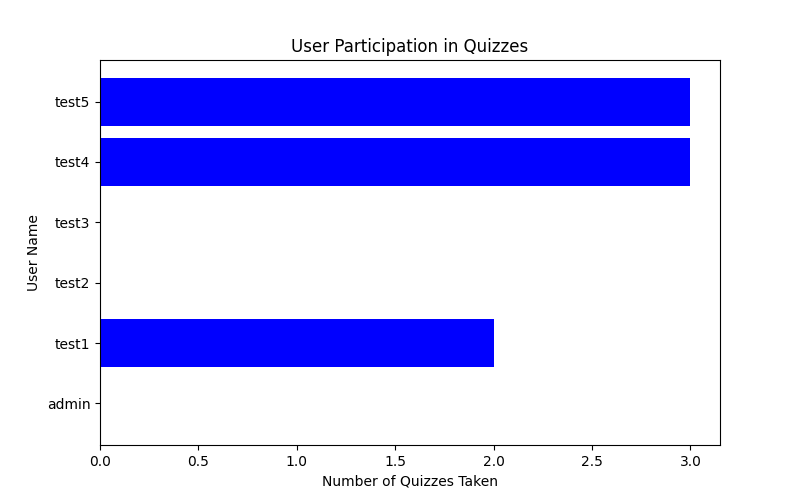 User Participation in Quizzes
test5
test4
test3
test2
test1
admin
User Name
0.0 0.5 1.0 1.5 2.0 2.5 3.0
Number of Quizzes Taken